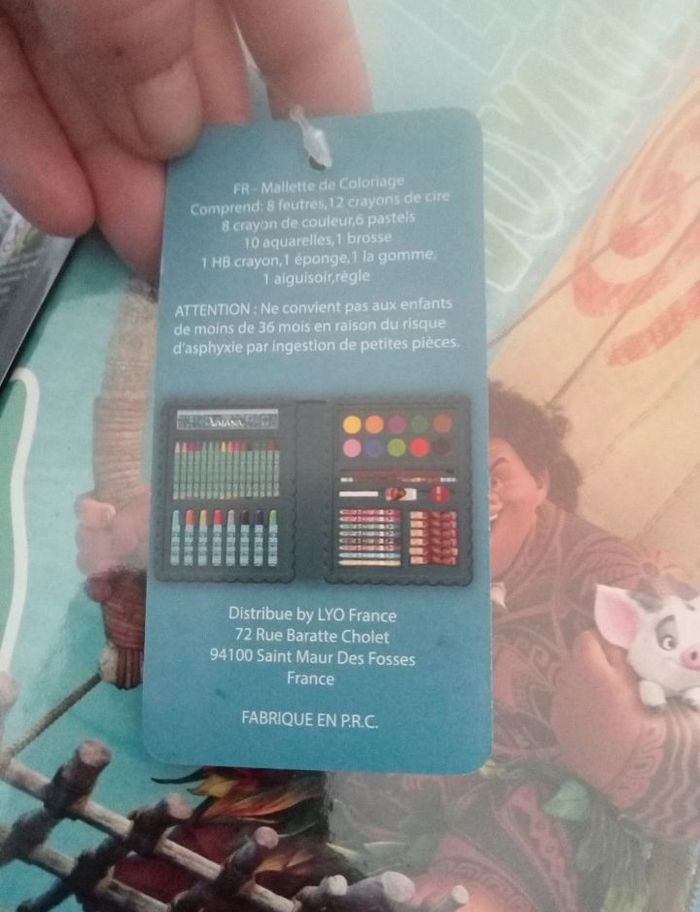 FR - Mallette de Coloriage
Comprend: 8 feutres,12 crayons de cire
8 crayon de couleur,6 pastels
10 aquarelles,1 brosse
1 HB crayon,1 éponge,1 la gomme,
1 aiguisoir,règle
ATTENTION : Ne convient pas aux enfants
de moins de 36 mois en raison du risque
d'asphyxie par ingestion de petites pièces.
VAIANA
Distribue by LYO France
72 Rue Baratte Cholet
94100 Saint Maur Des Fosses
France
FABRIQUE EN P.R.C.